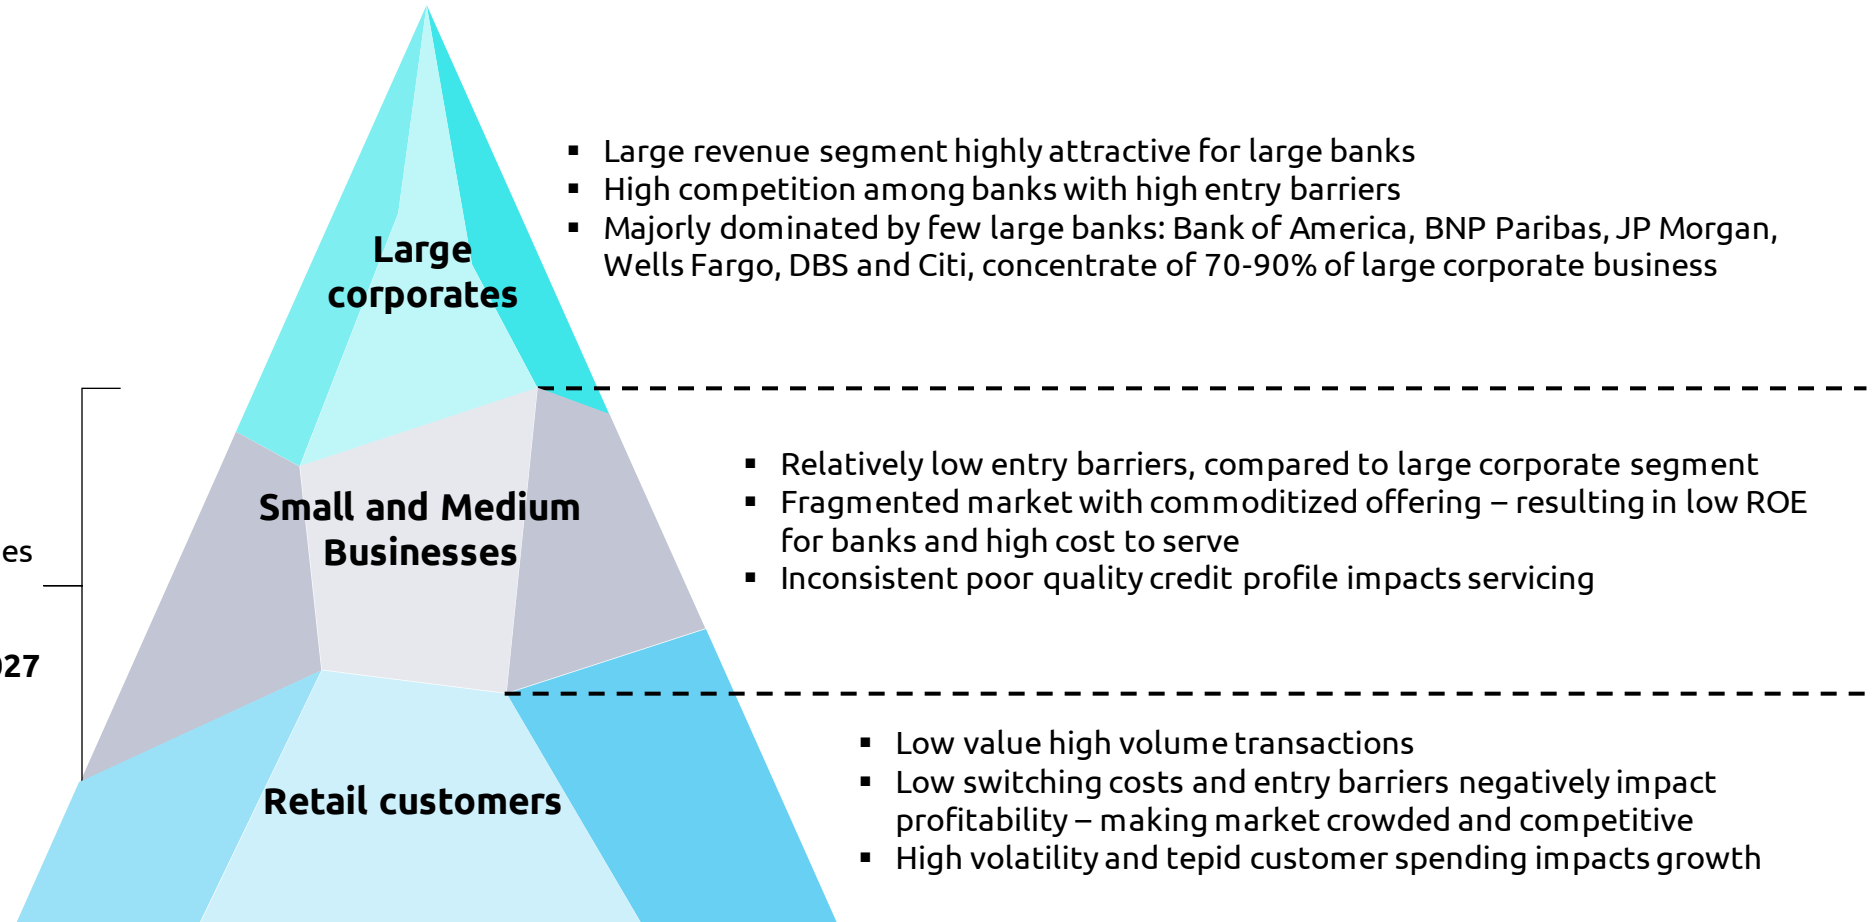 Large revenue segment highly attractive for large banks
High competition among banks with high entry barriers
Majorly dominated by few large banks: Bank of America, BNP Paribas, JP Morgan,
Wells Fargo, DBS and Citi, concentrate of 70-90% of large corporate business
Large
corporates
Relatively low entry barriers, compared to large corporate segment
Fragmented market with commoditized offering – resulting in low ROE
for banks and high cost to serve
Inconsistent poor quality credit profile impacts servicing
Small and Medium
Businesses
es
27
Low value high volume transactions
Low switching costs and entry barriers negatively impact
profitability – making market crowded and competitive
High volatility and tepid customer spending impacts growth
Retail customers